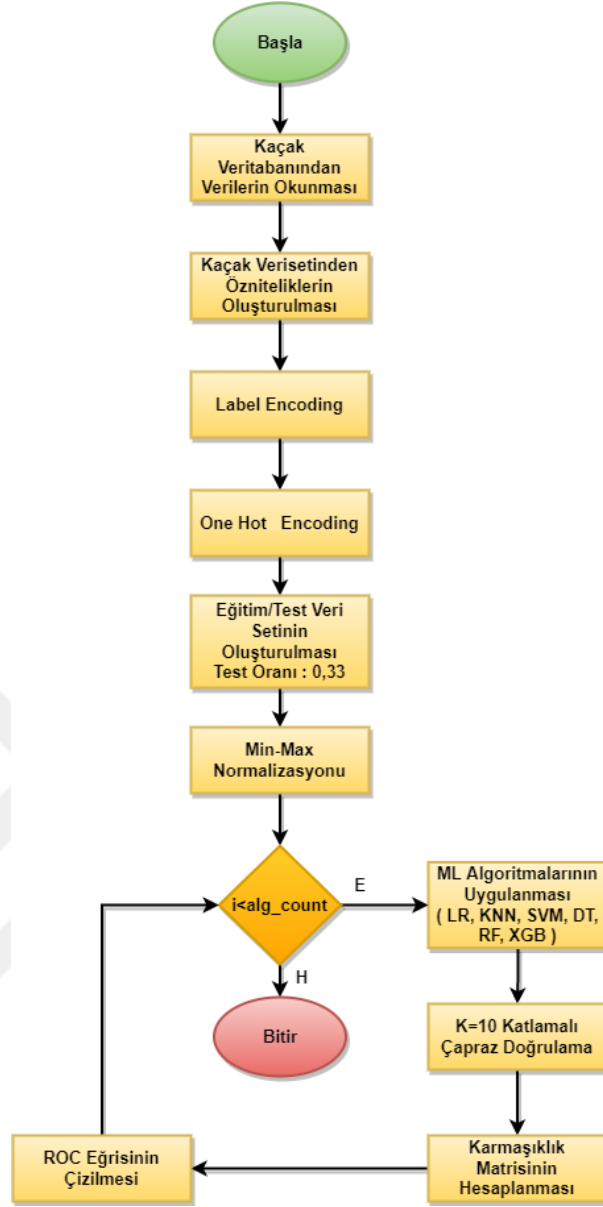 Başla
Kaçak
Veritabanından
Verilerin Okunması
Kaçak Verisetinden
Özniteliklerin
Oluşturulması
Label Encoding
One Hot Encoding
Eğitim/Test Veri
Setinin
Oluşturulması
Test Oranı : 0,33
Min-Max
Normalizasyonu
i<alg_count
E
ML Algoritmalarının
Uygulanması
( LR, KNN, SVM, DT,
RF, XGB )
H
Bitir
K=10 Katlamalı
Çapraz Doğrulama
Karmaşıklık
Matrisinin
Hesaplanması
ROC Eğrisinin
Çizilmesi